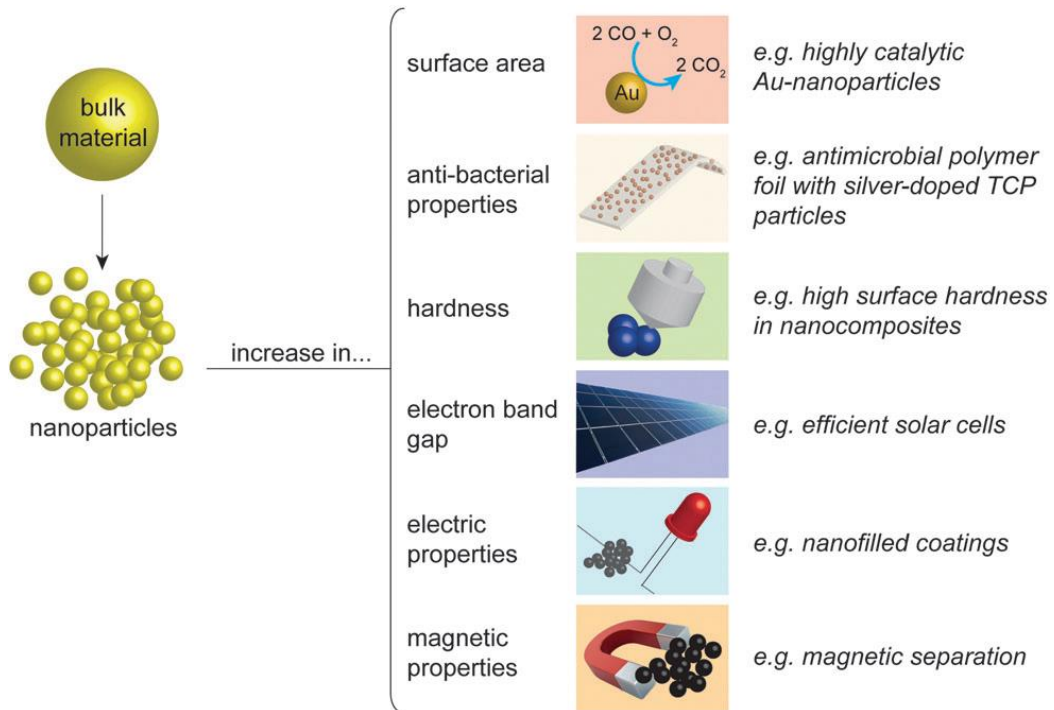 bulk
material
nanoparticles
increase in...
surface area
2 CO + O₂
2 CO₂
Au
e.g. highly catalytic
Au-nanoparticles
anti-bacterial
properties
e.g. antimicrobial polymer
foil with silver-doped TCP
particles
hardness
e.g. high surface hardness
in nanocomposites
electron band
gap
e.g. efficient solar cells
electric
properties
e.g. nanofilled coatings
magnetic
properties
e.g. magnetic separation